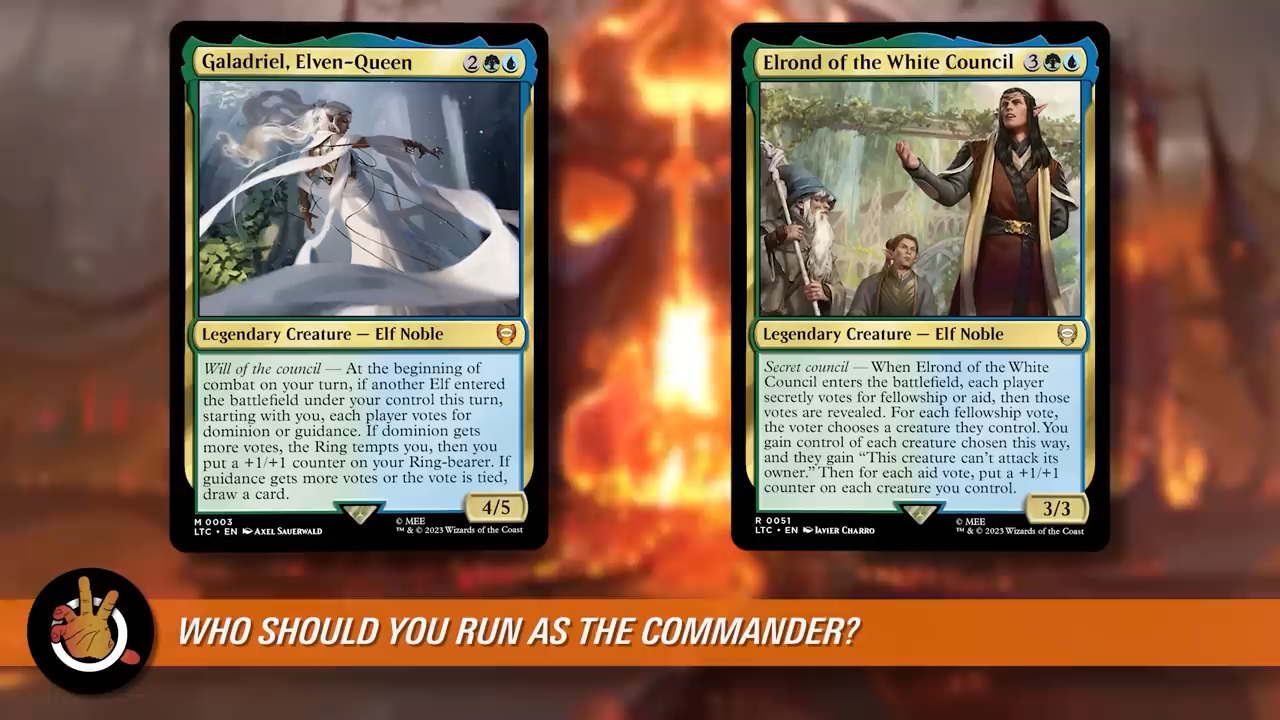 Galadriel, Elven-Queen 2
Legendary Creature — Elf Noble
Will of the council — At the beginning of
combat on your turn, if another Elf entered
the battlefield under your control this turn,
starting with you, each player votes for
dominion or guidance. If dominion gets
more votes, the Ring tempts you, then you
put a +1/+1 counter on your Ring-bearer. If
guidance gets more votes or the vote is tied,
draw a card.
4/5
M 0003
LTC • EN Axel Sauerwald
© MEE
™ & © 2023 Wizards of the Coast
Elrond of the White Council 3
Legendary Creature — Elf Noble
Secret council — When Elrond of the White
Council enters the battlefield, each player
secretly votes for fellowship or aid, then those
votes are revealed. For each fellowship vote,
the voter chooses a creature they control. You
gain control of each creature chosen this way,
and they gain “This creature can’t attack its
owner.” Then for each aid vote, put a +1/+1
counter on each creature you control.
3/3
R 0051
LTC • EN Javier Charro
© MEE
™ & © 2023 Wizards of the Coast
WHO SHOULD YOU RUN AS THE COMMANDER?